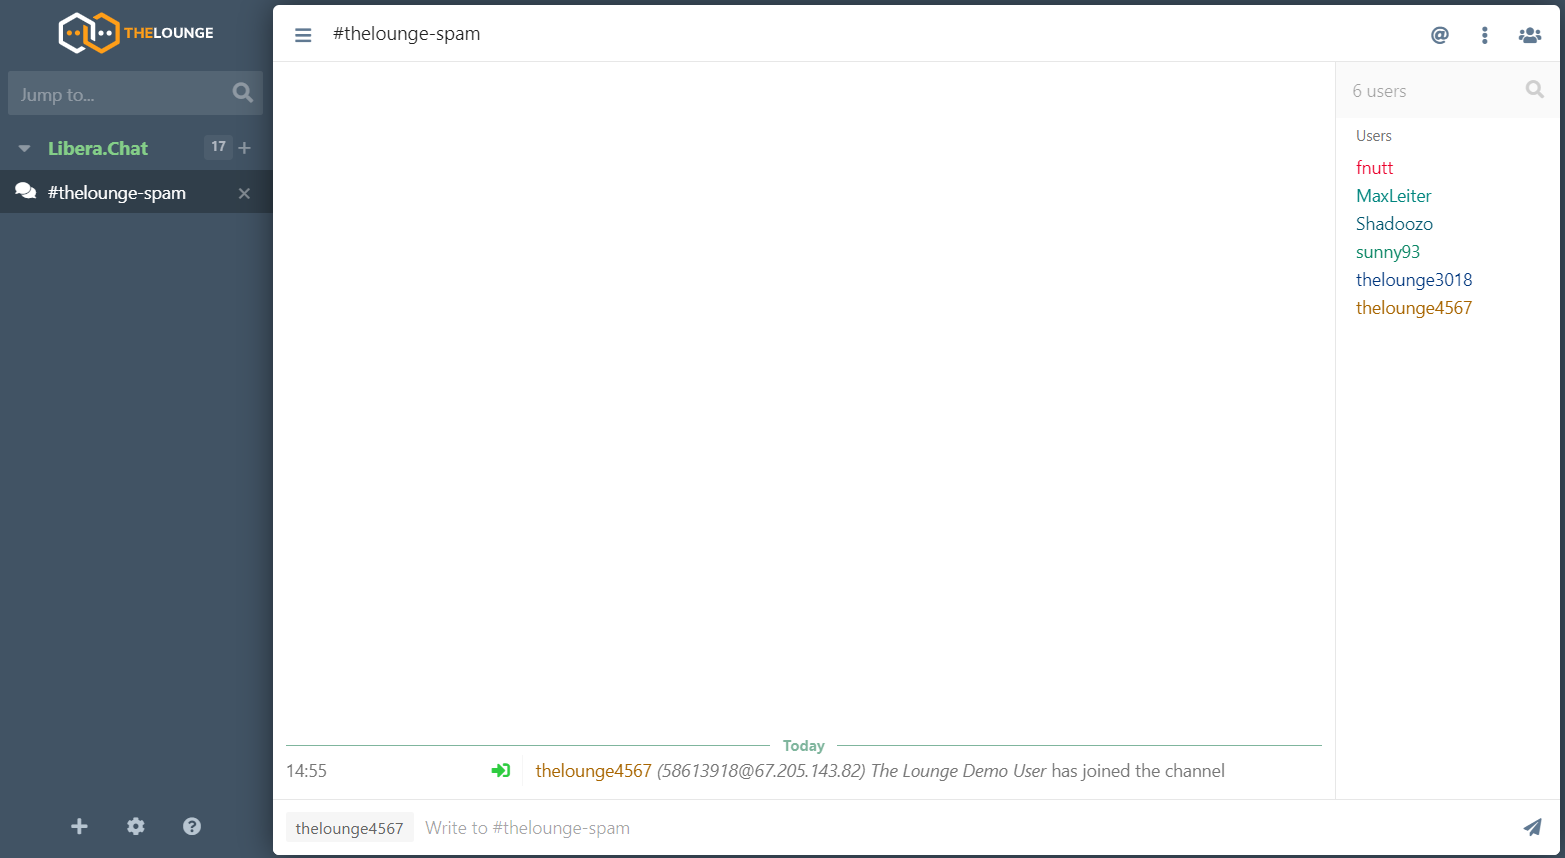 THELOUNGE
Jump to...
Libera.Chat 17
#thelounge-spam
#thelounge-spam
6 users
Users
fnutt
MaxLeiter
Shadoozo
sunny93
thelounge3018
thelounge4567
Today
14:55 thelounge4567 (58613918@67.205.143.82) The Lounge Demo User has joined the channel
thelounge4567 Write to #thelounge-spam